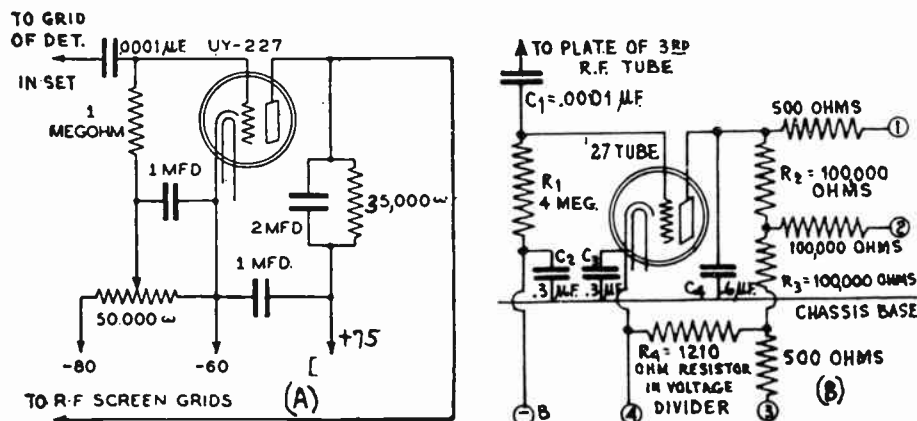 TO GRID
OF DET.
IN SET
.0001 µE
UY-227
1
MEGOHM
1 MFD
2 MFD
35,000 ω
1 MFD.
50.000 ω
-80
-60
[
+75
(A)
TO R.F SCREEN GRIDS
TO PLATE OF 3RD
R.F. TUBE
C1=.0001 µF.
'27 TUBE
500 OHMS
1
R1
4 MEG.
R2 = 100,000
OHMS
2
100,000 OHMS
C2
.3 µF.
C3
.3 µF.
C4 .6 µF.
R3=100,000 OHMS
CHASSIS BASE
R4 = 1210
OHM RESISTOR
IN VOLTAGE
DIVIDER
500 OHMS
(B)
- B
4
3